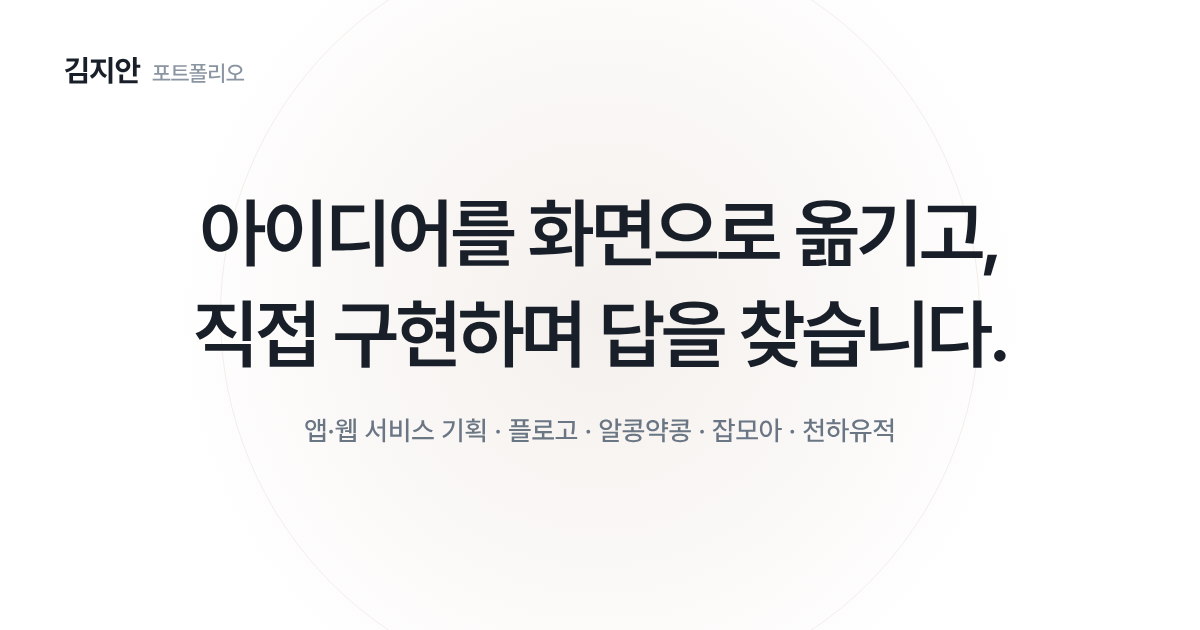 김지안 포트폴리오
아이디어를 화면으로 옮기고,
직접 구현하며 답을 찾습니다.
앱·웹 서비스 기획 · 플로고 · 알콩약콩 · 잡모아 · 천하유적